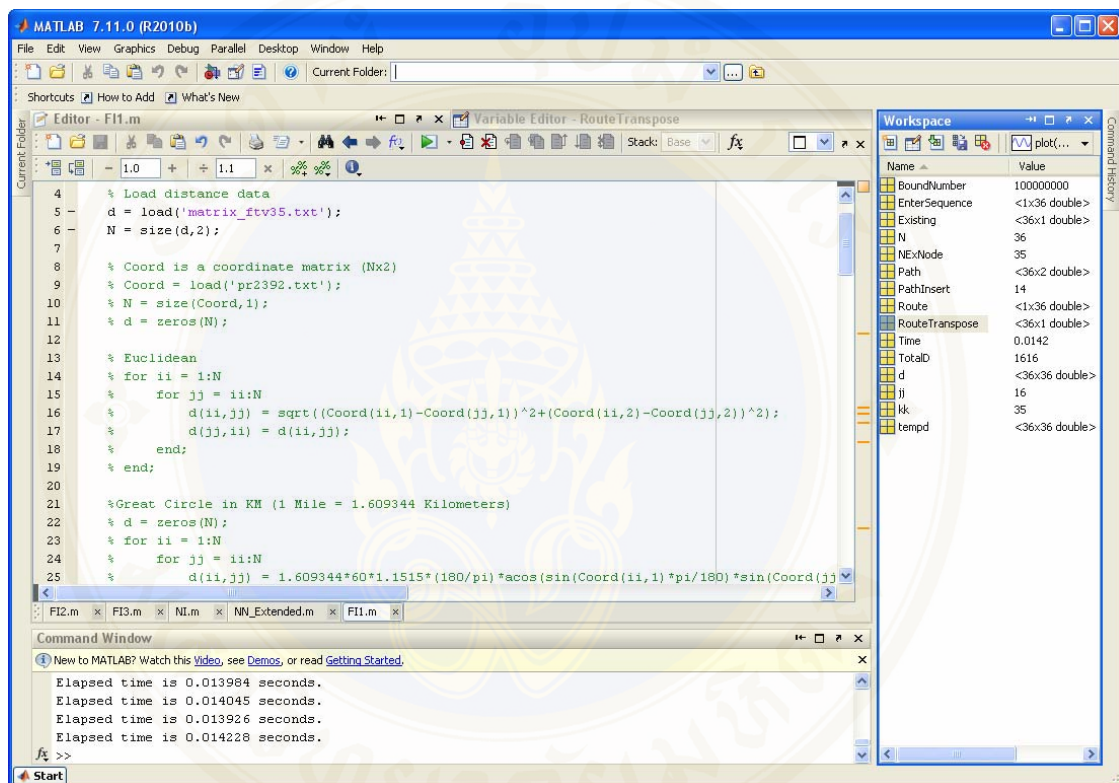 MATLAB 7.11.0 (R2010b)
File Edit View Graphics Debug Parallel Desktop Window Help
Current Folder:
Shortcuts How to Add What's New
Current Folder
Editor - FI1.m
Variable Editor - RouteTranspose
Stack: Base fx
- 1.0 + ÷ 1.1 ×
4 % Load distance data
5 - d = load('matrix_ftv35.txt');
6 - N = size(d,2);
7
8 % Coord is a coordinate matrix (Nx2)
9 % Coord = load('pr2392.txt');
10 % N = size(Coord,1);
11 % d = zeros(N);
12
13 % Euclidean
14 % for ii = 1:N
15 % for jj = ii:N
16 % d(ii,jj) = sqrt((Coord(ii,1)-Coord(jj,1))^2+(Coord(ii,2)-Coord(jj,2))^2);
17 % d(jj,ii) = d(ii,jj);
18 % end;
19 % end;
20
21 %Great Circle in KM (1 Mile = 1.609344 Kilometers)
22 % d = zeros(N);
23 % for ii = 1:N
24 % for jj = ii:N
25 % d(ii,jj) = 1.609344*60*1.1515*(180/pi)*acos(sin(Coord(ii,1)*pi/180)*sin(Coord(jj
FI2.m × FI3.m × NI.m × NN_Extended.m × FI1.m ×
Command Window
New to MATLAB? Watch this Video, see Demos, or read Getting Started.
Elapsed time is 0.013984 seconds.
Elapsed time is 0.014045 seconds.
Elapsed time is 0.013926 seconds.
Elapsed time is 0.014228 seconds.
fx >>
Workspace
plot(...
Name Value
BoundNumber 100000000
EnterSequence <1x36 double>
Existing <36x1 double>
N 36
NExNode 35
Path <36x2 double>
PathInsert 14
Route <1x36 double>
RouteTranspose <36x1 double>
Time 0.0142
TotalD 1616
d <36x36 double>
jj 16
kk 35
tempd <36x36 double>
Command History
Start